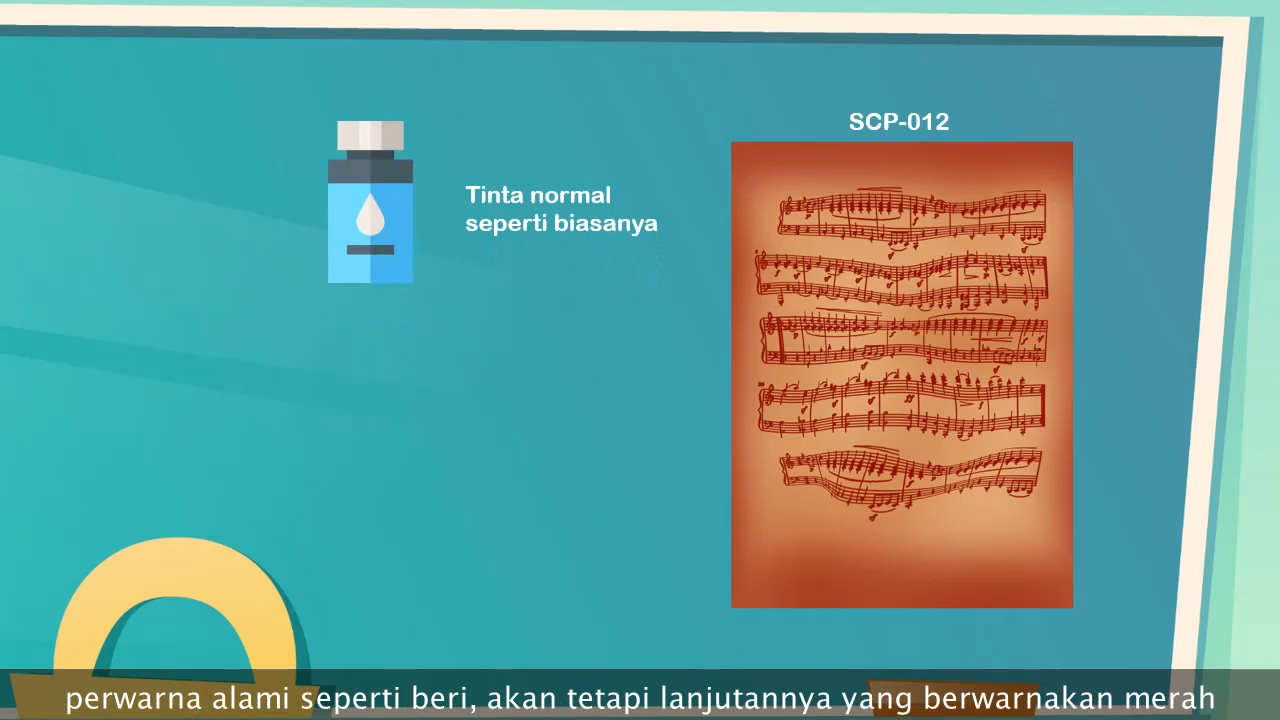 SCP-012
Tinta normal
seperti biasanya
perwarna alami seperti beri, akan tetapi lanjutannya yang berwarnakan merah